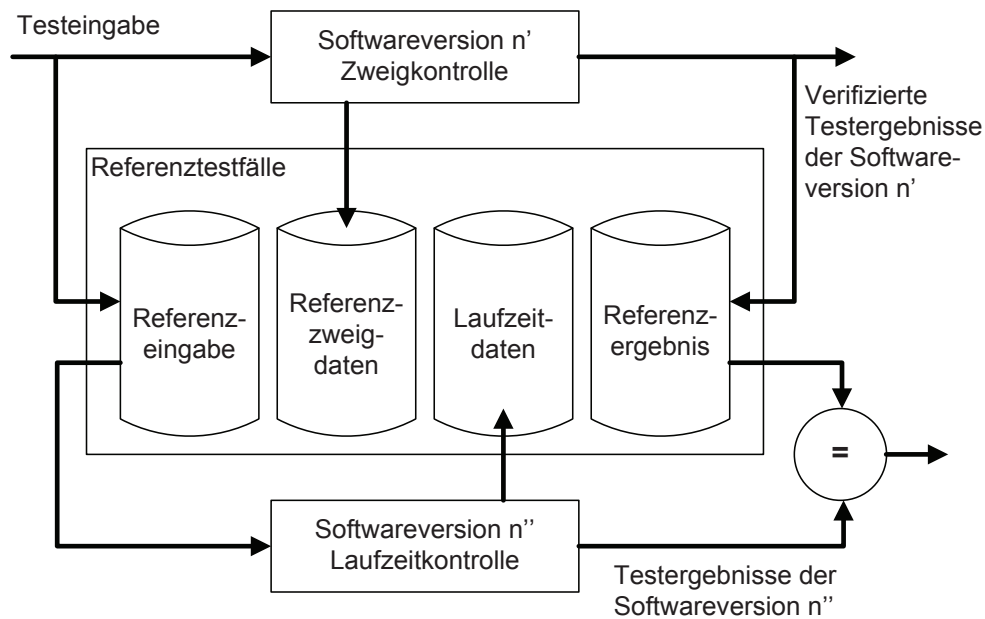 Testeingabe
Softwareversion n'
Zweigkontrolle
Verifizierte
Testergebnisse
der Software-
version n'
Referenztestfälle
Referenz-
eingabe
Referenz-
zweig-
daten
Laufzeit-
daten
Referenz-
ergebnis
=
Softwareversion n''
Laufzeitkontrolle
Testergebnisse der
Softwareversion n''